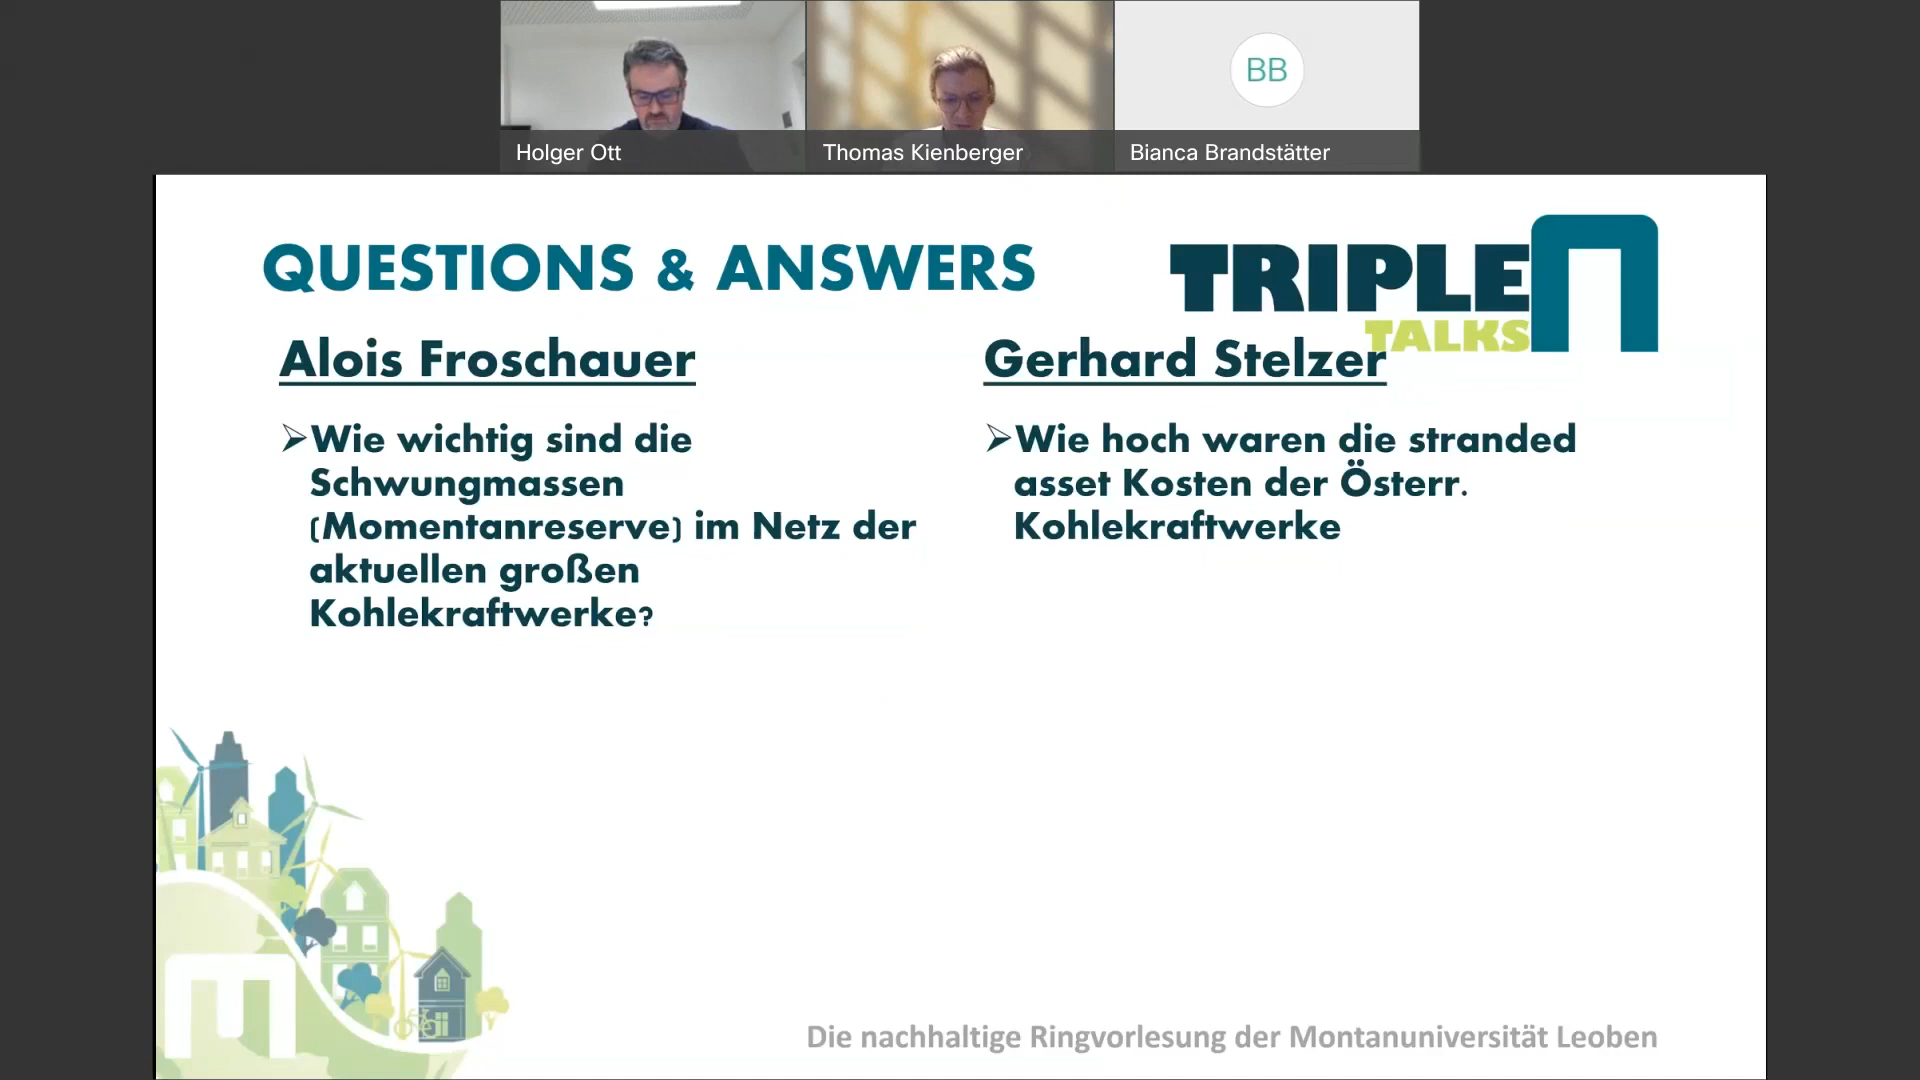 BB
Holger Ott
Thomas Kienberger
Bianca Brandstätter
QUESTIONS & ANSWERS
TRIPLE n
TALKS
Alois Froschauer
➢Wie wichtig sind die
Schwungmassen
(Momentanreserve) im Netz der
aktuellen großen
Kohlekraftwerke?
Gerhard Stelzer
➢Wie hoch waren die stranded
asset Kosten der Österr.
Kohlekraftwerke
Die nachhaltige Ringvorlesung der Montanuniversität Leoben